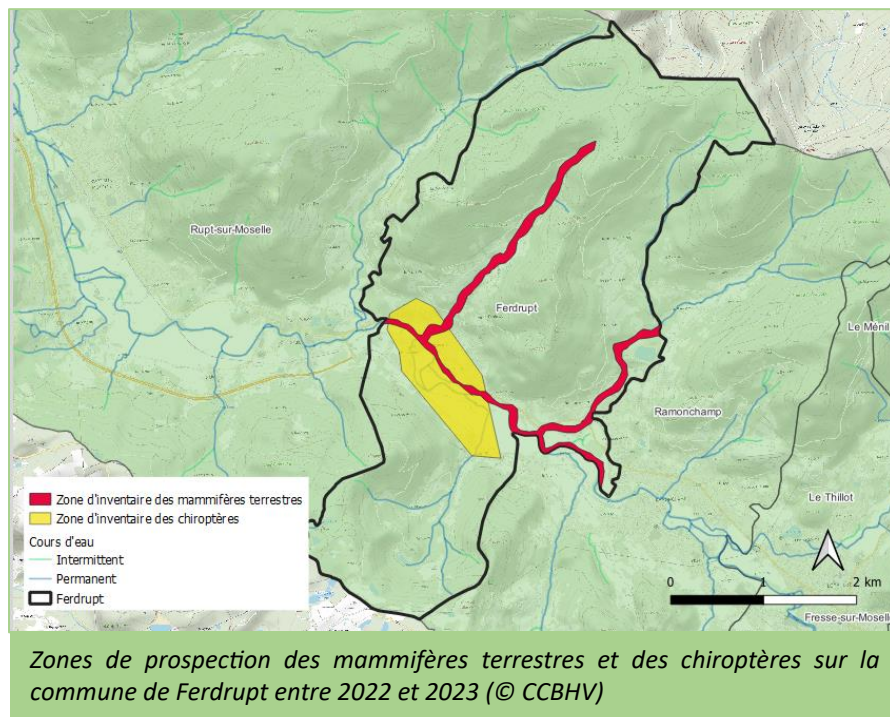 Rupt-sur-Moselle
Ferdrupt
Le Ménil
Ramonchamp
Le Thillot
Fresse-sur-Moselle
Zone d'inventaire des mammifères terrestres
Zone d'inventaire des chiroptères
Cours d'eau
Intermittent
Permanent
Ferdrupt
0 1 2 km
Zones de prospection des mammifères terrestres et des chiroptères sur la
commune de Ferdrupt entre 2022 et 2023 (© CCBHV)